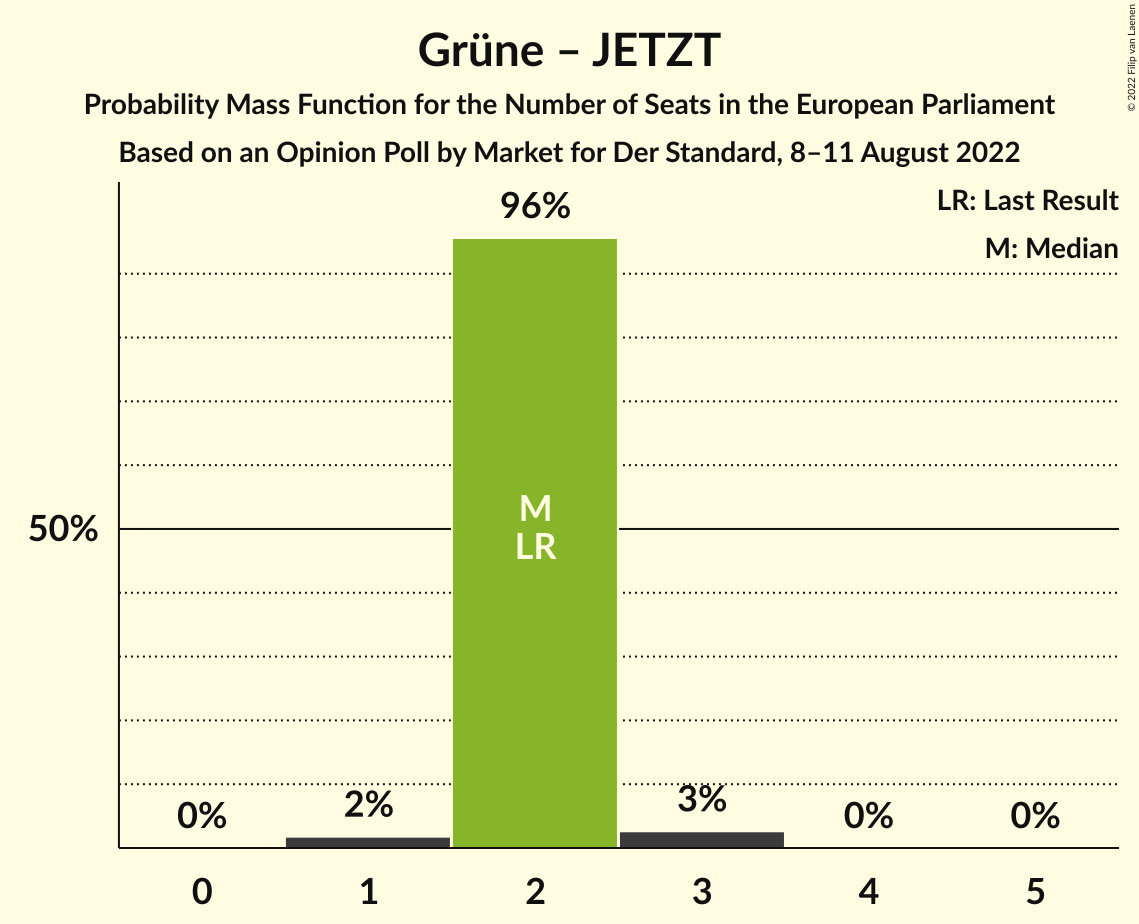 Grüne – JETZT
Probability Mass Function for the Number of Seats in the European Parliament
Based on an Opinion Poll by Market for Der Standard, 8–11 August 2022
© 2022 Filip van Laenen
LR: Last Result
M: Median
96%
50%
M
LR
0%
2%
3%
0%
0%
0
1
2
3
4
5